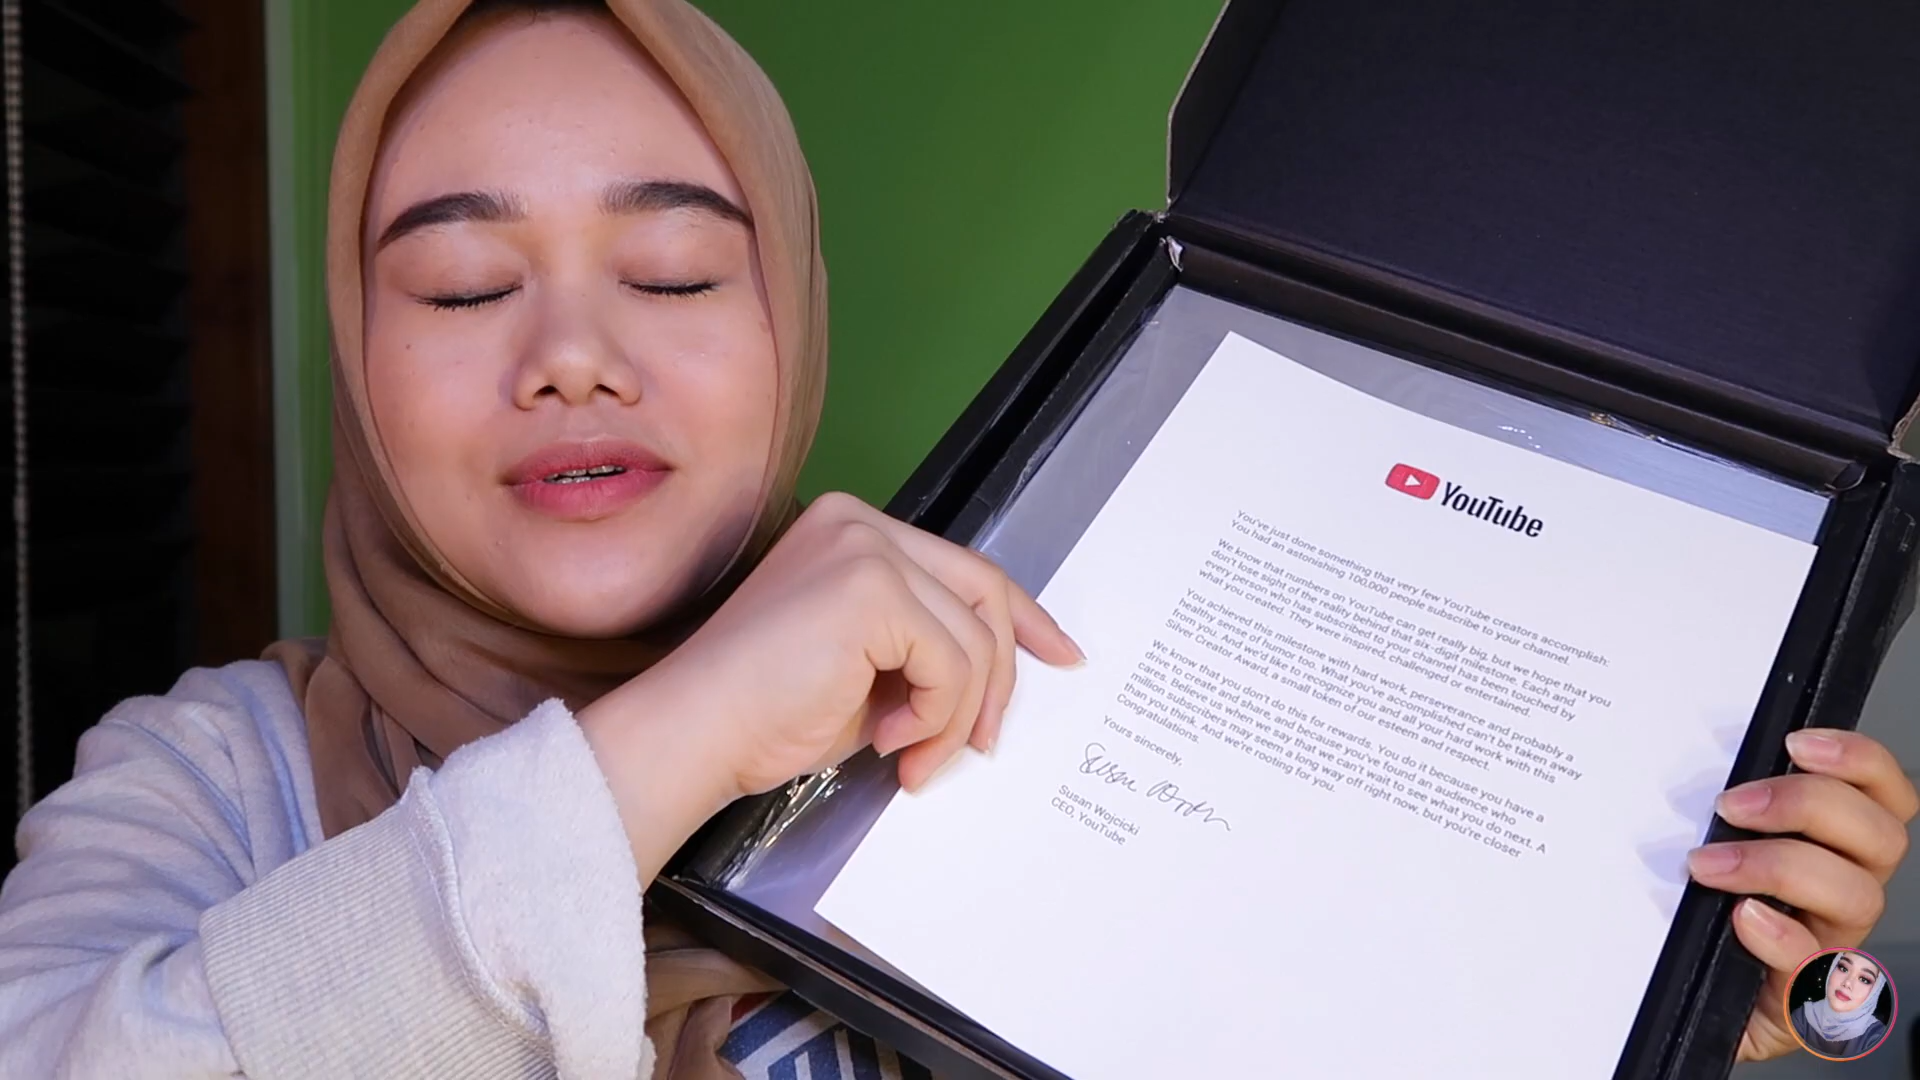 YouTube
You've just done something that very few YouTube creators accomplish:
You had an astonishing 100,000 people subscribe to your channel.
We know that numbers on YouTube can get really big, but we hope that you
don't lose sight of the reality behind that six-digit milestone. Each and
every person who has subscribed to your channel has been touched by
what you created. They were inspired, challenged or entertained.
You achieved this milestone with hard work, perseverance and probably a
healthy sense of humor too. What you've accomplished can't be taken away
from you. And we'd like to recognize you and all your hard work with this
Silver Creator Award, a small token of our esteem and respect.
We know that you don't do this for rewards. You do it because you have a
drive to create and share, and because you've found an audience who
cares. Believe us when we say that we can't wait to see what you do next. A
million subscribers may seem a long way off right now, but you're closer
than you think. And we're rooting for you.
Congratulations.
Yours sincerely,
Susan Wojcicki
CEO, YouTube